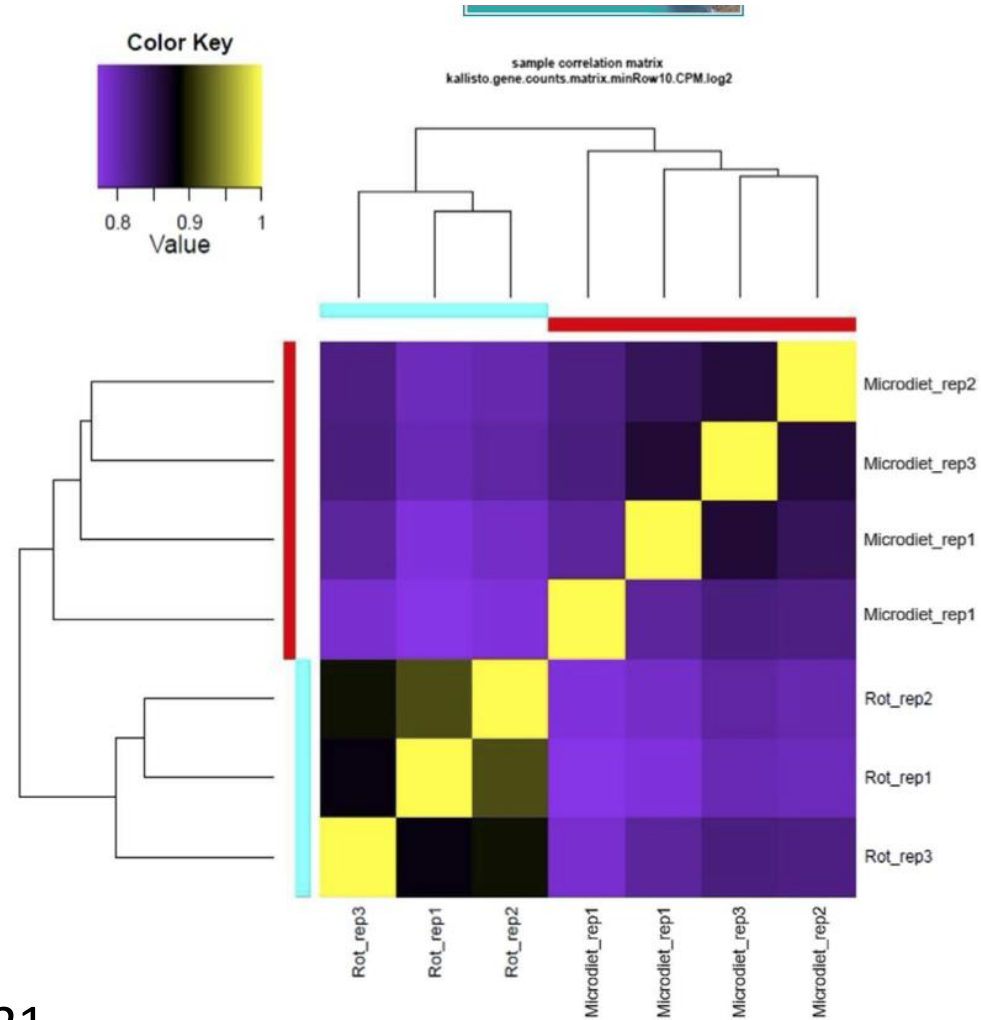 Color Key
0.8 0.9 1
Value
sample correlation matrix
kallisto.gene.counts.matrix.minRow10.CPM.log2
Microdiet_rep2
Microdiet_rep3
Microdiet_rep1
Microdiet_rep1
Rot_rep2
Rot_rep1
Rot_rep3
Rot_rep3
Rot_rep1
Rot_rep2
Microdiet_rep1
Microdiet_rep1
Microdiet_rep3
Microdiet_rep2